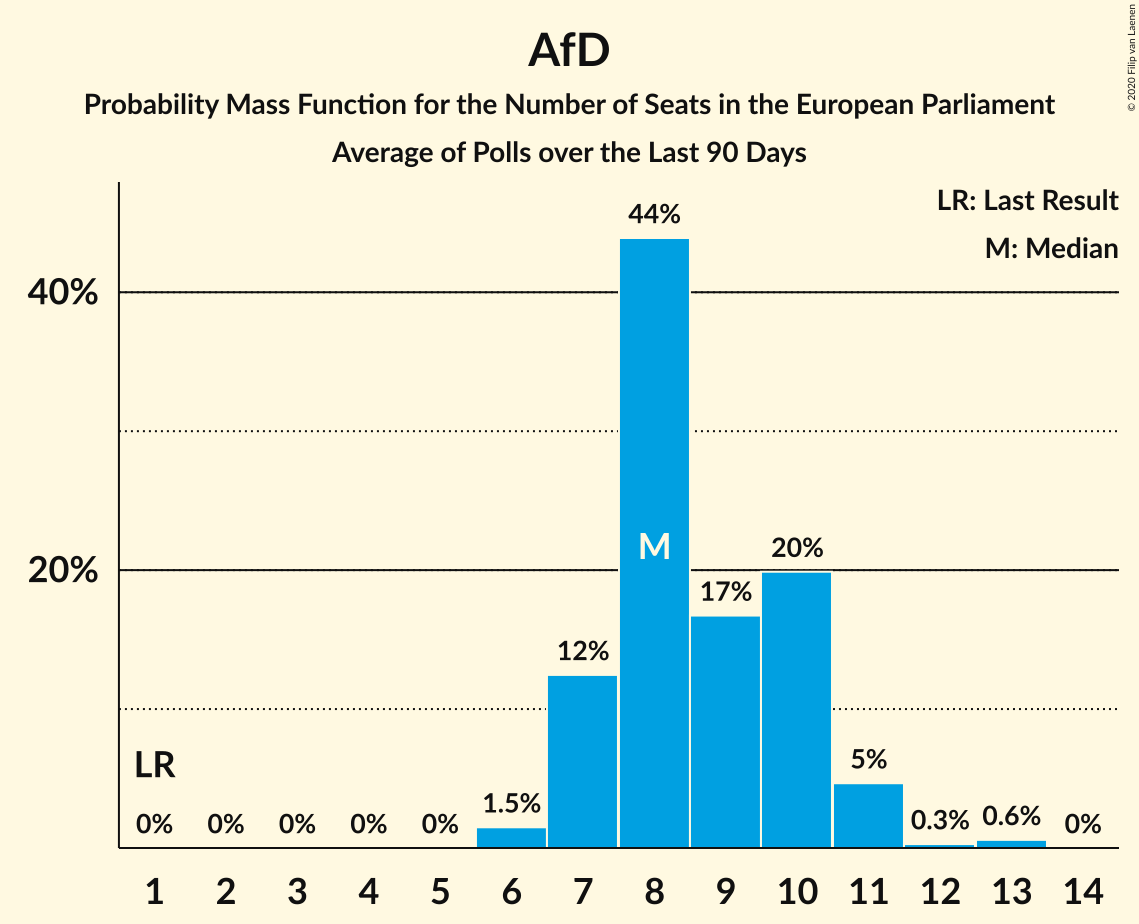 AfD
Probability Mass Function for the Number of Seats in the European Parliament
Average of Polls over the Last 90 Days
© 2020 Filip van Laenen
LR: Last Result
M: Median
44%
40%
M
20%
20%
17%
12%
LR
5%
1.5%
0.3%
0.6%
0%
0%
0%
0%
0%
0%
1 2 3 4 5 6 7 8 9 10 11 12 13 14